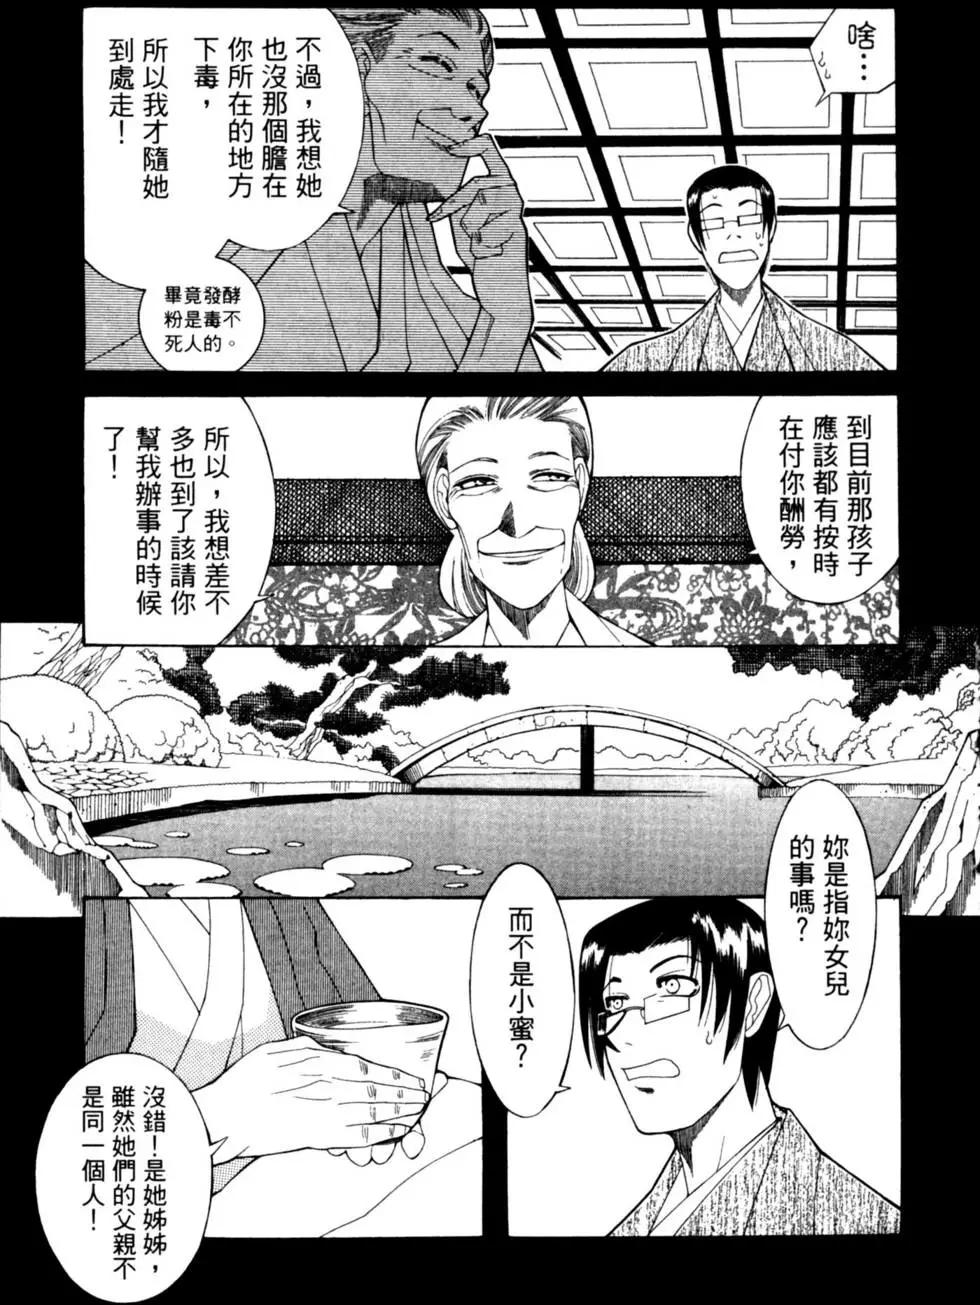 啥…
不過，我想她
也沒那個膽在
你所在的地方
下毒，
所以我才隨她
到處走！
畢竟發酵
粉是毒不
死人的。
到目前那孩子
應該都有按時
在付你酬勞，
所以，我想差不
多也到了該請你
幫我辦事的時候
了！
妳是指妳女兒
的事嗎？
而不是小蜜？
沒錯！是她姊姊，
雖然她們的父親不
是同一個人！